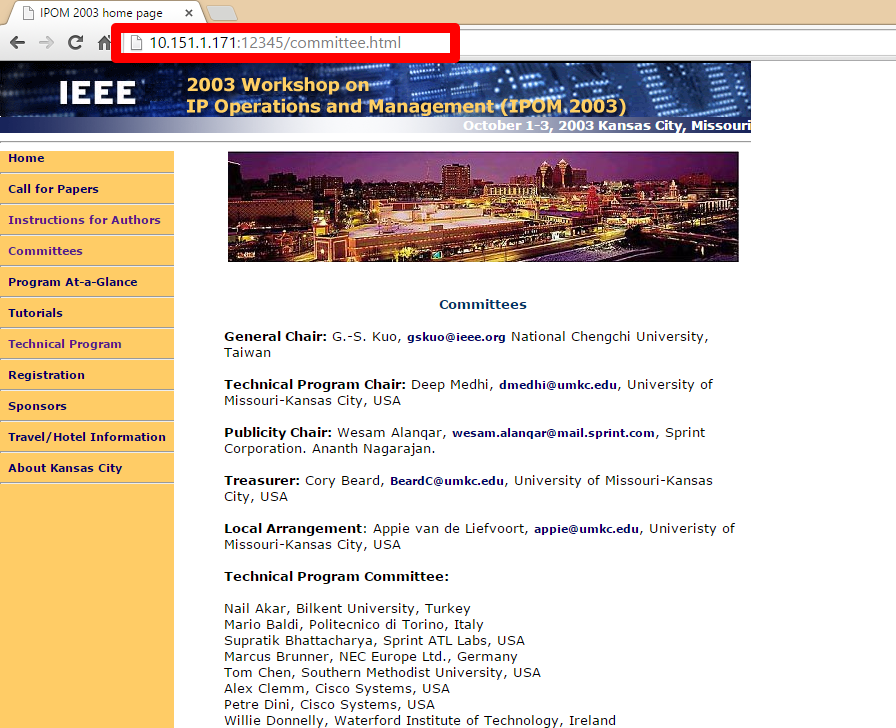 IPOM 2003 home page
10.151.1.171:12345/committee.html
IEEE
2003 Workshop on
IP Operations and Management (IPOM 2003)
October 1-3, 2003 Kansas City, Missouri
Home
Call for Papers
Instructions for Authors
Committees
Program At-a-Glance
Tutorials
Technical Program
Registration
Sponsors
Travel/Hotel Information
About Kansas City
Committees
General Chair: G.-S. Kuo, gskuo@ieee.org National Chengchi University,
Taiwan
Technical Program Chair: Deep Medhi, dmedhi@umkc.edu, University of
Missouri-Kansas City, USA
Publicity Chair: Wesam Alanqar, wesam.alanqar@mail.sprint.com, Sprint
Corporation. Ananth Nagarajan.
Treasurer: Cory Beard, BeardC@umkc.edu, University of Missouri-Kansas
City, USA
Local Arrangement: Appie van de Liefvoort, appie@umkc.edu, Univeristy of
Missouri-Kansas City, USA
Technical Program Committee:
Nail Akar, Bilkent University, Turkey
Mario Baldi, Politecnico di Torino, Italy
Supratik Bhattacharya, Sprint ATL Labs, USA
Marcus Brunner, NEC Europe Ltd., Germany
Tom Chen, Southern Methodist University, USA
Alex Clemm, Cisco Systems, USA
Petre Dini, Cisco Systems, USA
Willie Donnelly, Waterford Institute of Technology, Ireland